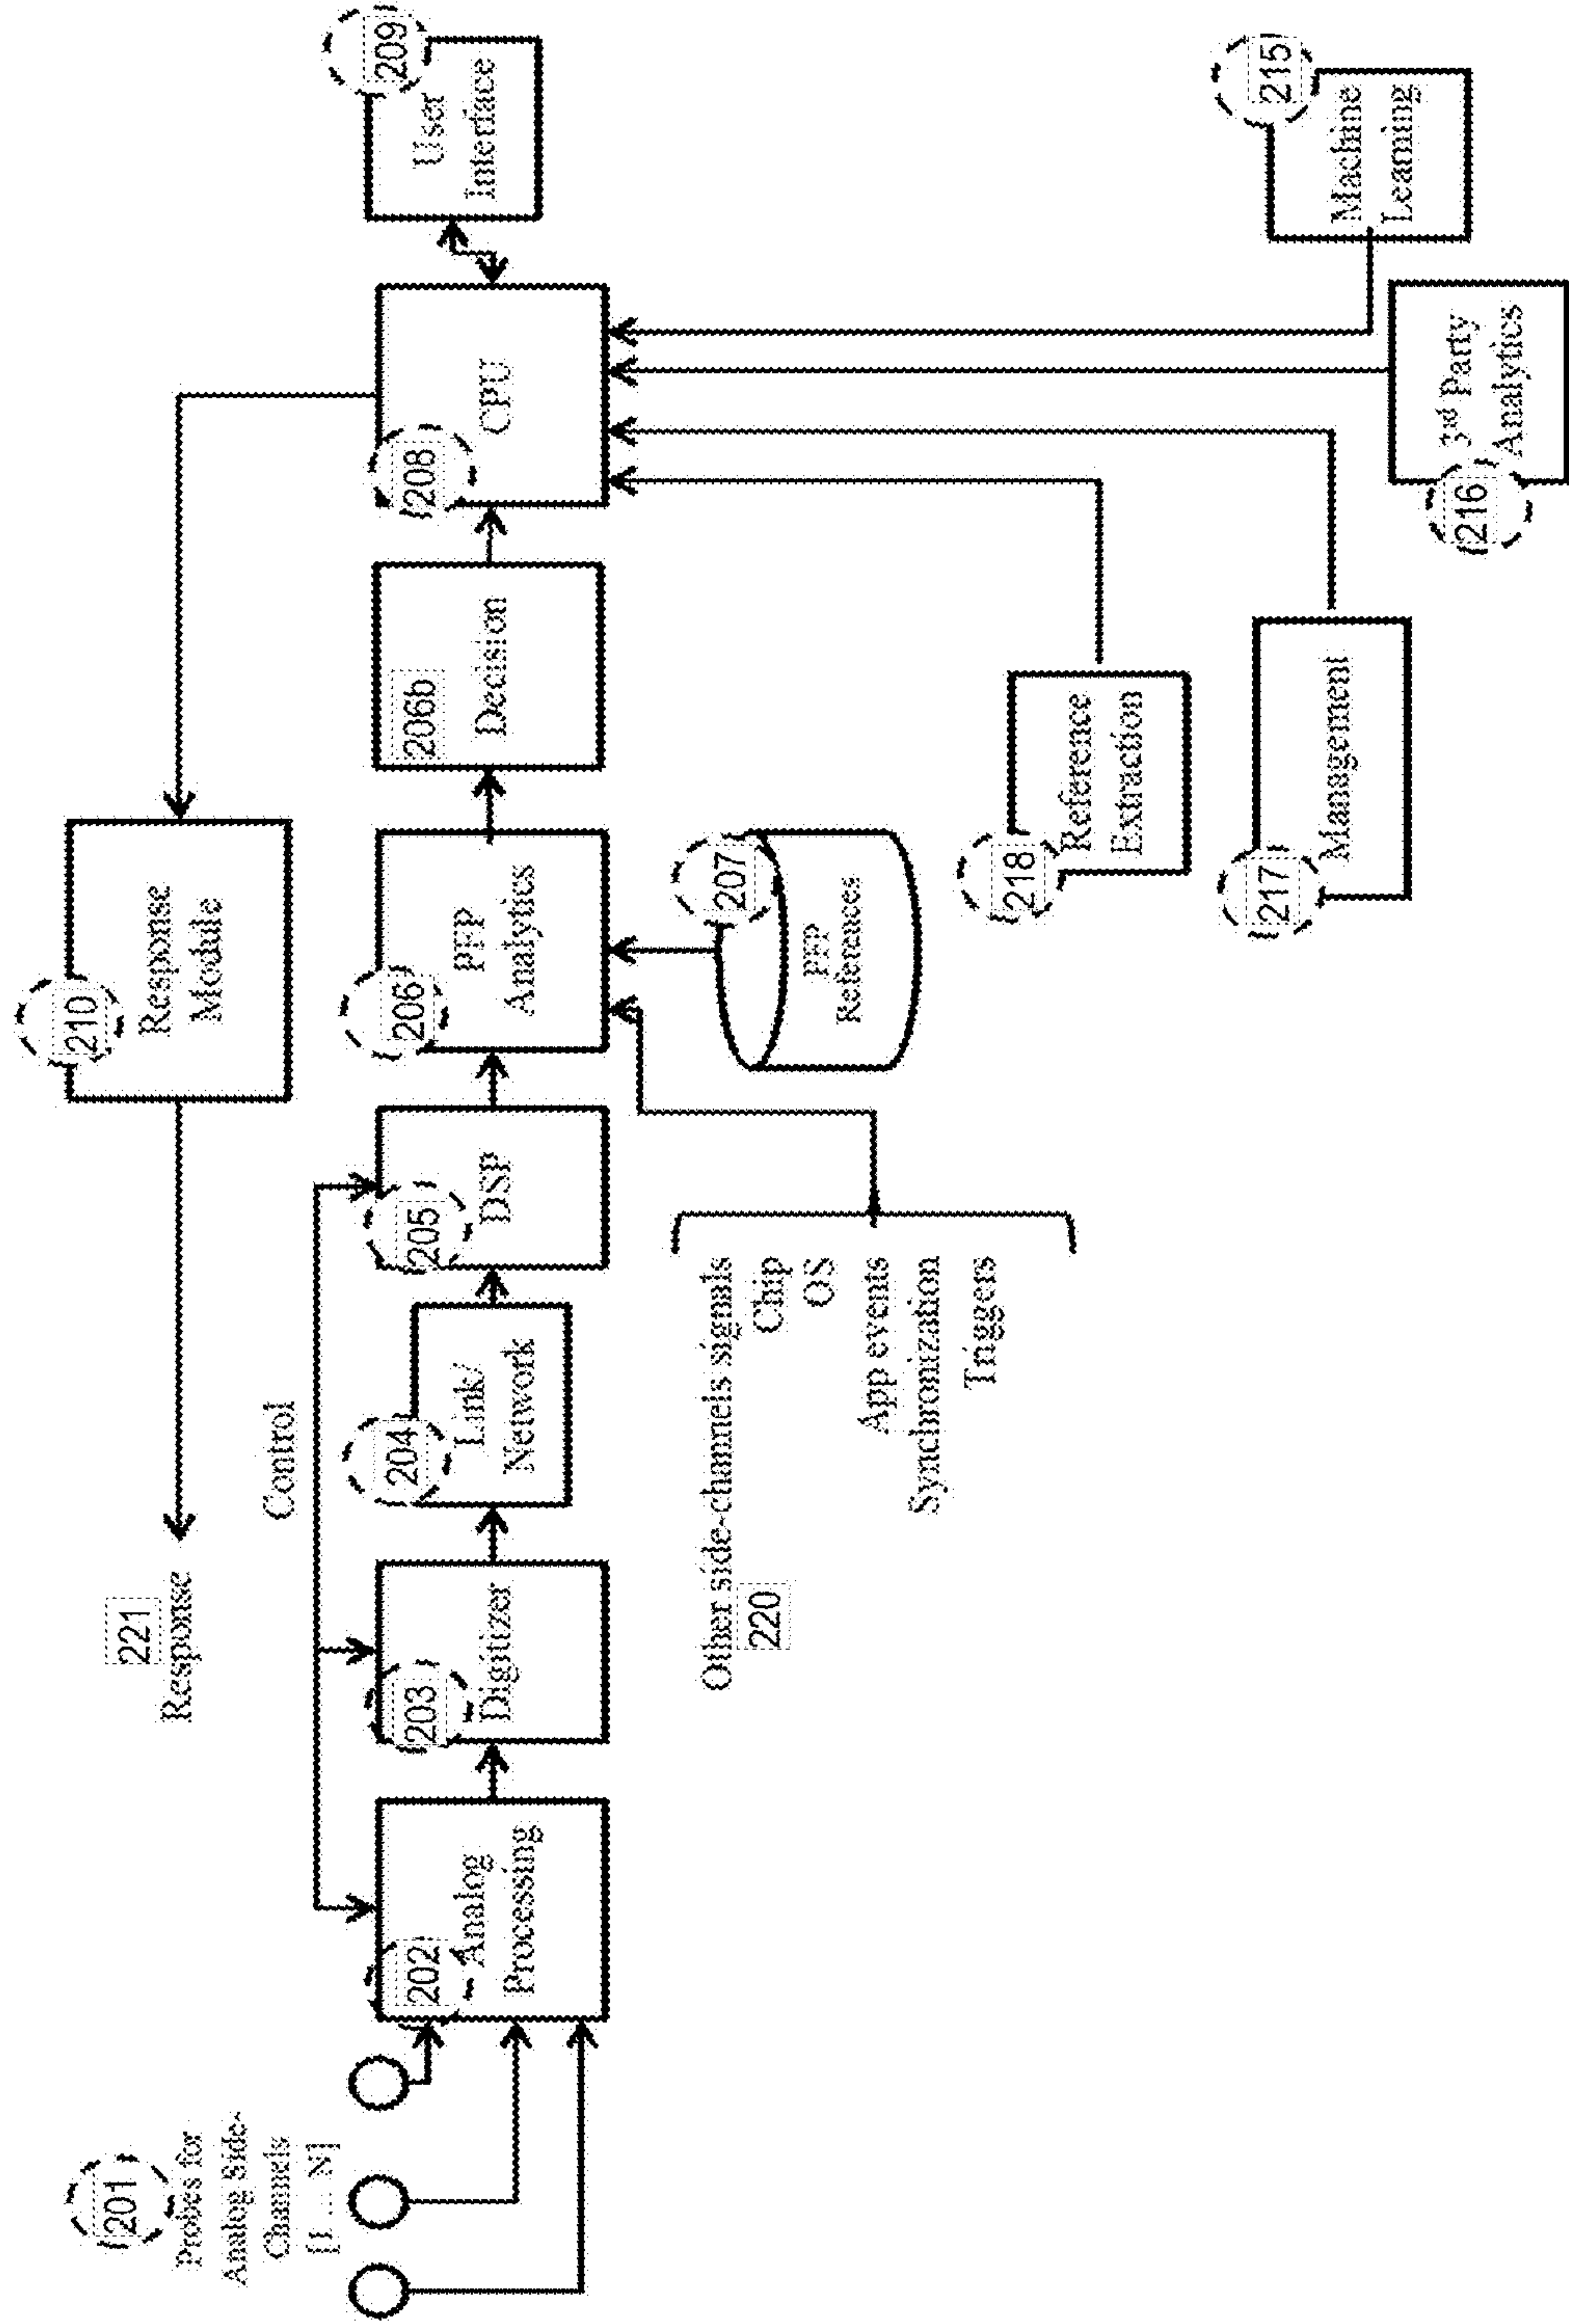 201
Probes for
Analog Side-
Channels
[1 ... N]
221
Response
210
Response
Module
Control
202
Analog
Processing
203
Digitizer
204
Link/
Network
205
DSP
206
PFP
Analytics
206b
Decision
208
CPU
209
User
Interface
Other side-channels signals
220
Chip
OS
App events
Synchronization
Triggers
207
PFP
References
218
Reference
Extraction
217
Management
216
3rd Party
Analytics
215
Machine
Learning